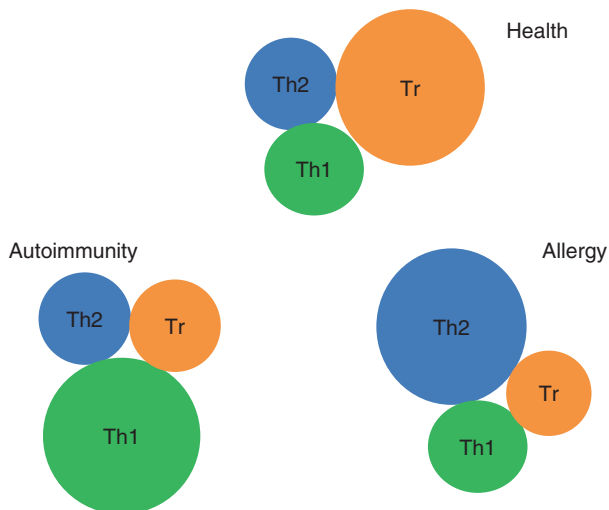 Health
Th2
Tr
Th1
Autoimmunity
Th2
Tr
Th1
Allergy
Th2
Tr
Th1